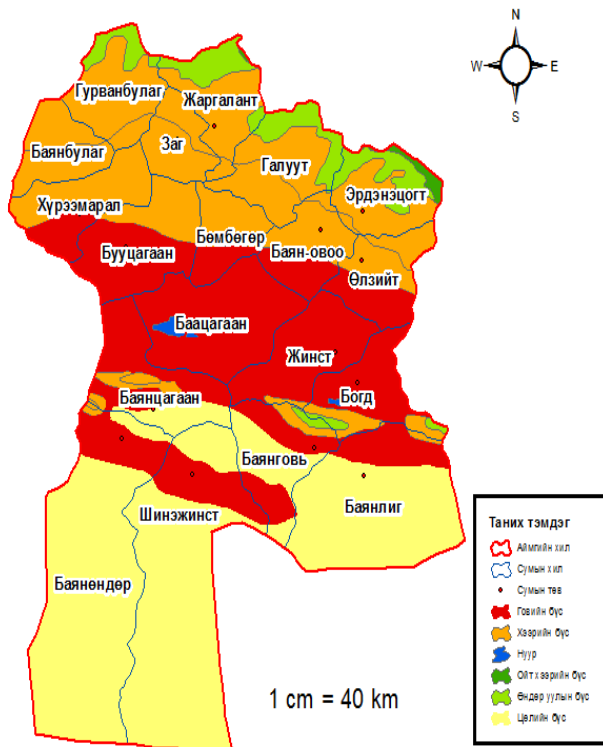 N
W E
S
Гурванбулаг
Жаргалант
Баянбулаг
Заг
Галуут
Эрдэнэцогт
Хүрээмарал
Бөмбөгөр
Баян-овоо
Бууцагаан
Өлзийт
Баацагаан
Жинст
Баянцагаан
Богд
Баянговь
Баянлиг
Шинэжинст
Баянөндөр
1 cm = 40 km
Таних тэмдэг
Аймгийн хил
Сумын хил
Сумын төв
Говийн бүс
Хээрийн бүс
Нуур
Ойт хээрийн бүс
Өндөр уулын бүс
Цөлийн бүс